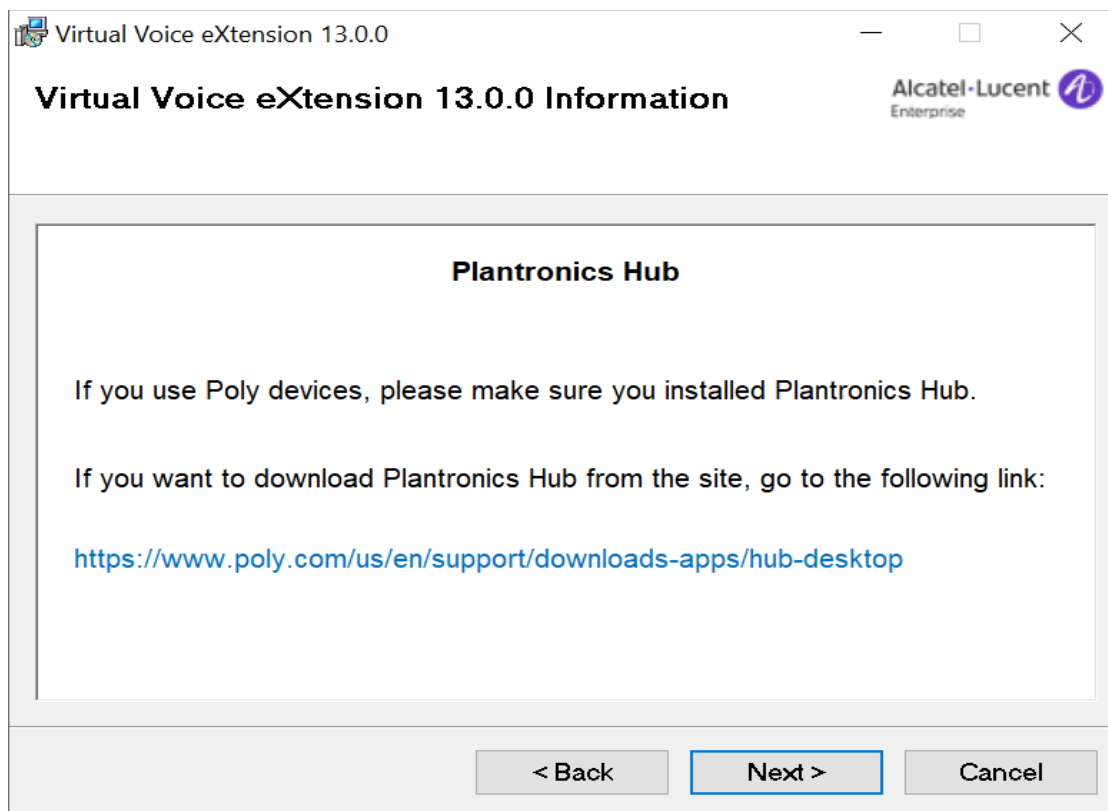 Virtual Voice eXtension 13.0.0
Virtual Voice eXtension 13.0.0 Information
Alcatel•Lucent
Enterprise
Plantronics Hub
If you use Poly devices, please make sure you installed Plantronics Hub.
If you want to download Plantronics Hub from the site, go to the following link:
https://www.poly.com/us/en/support/downloads-apps/hub-desktop
< Back
Next >
Cancel